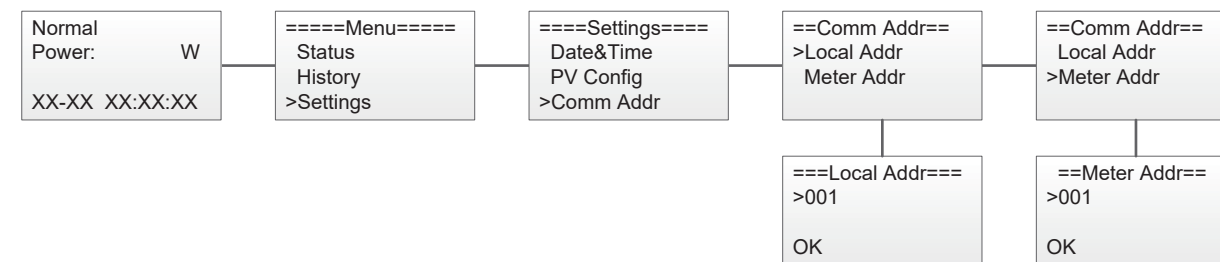 Normal
Power: W
XX-XX XX:XX:XX
=====Menu=====
Status
History
>Settings
====Settings====
Date&Time
PV Config
>Comm Addr
==Comm Addr==
>Local Addr
Meter Addr
==Comm Addr==
Local Addr
>Meter Addr
===Local Addr===
>001
OK
==Meter Addr==
>001
OK